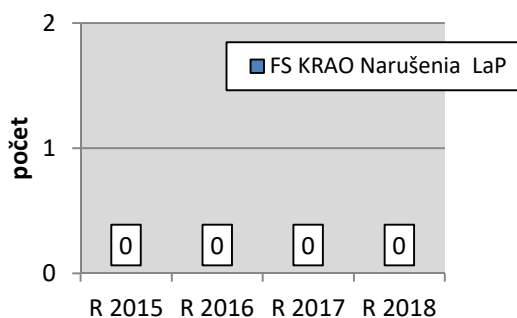 2
FS KRAO Narušenia LaP
počet
1
0 0 0 0
0
R 2015 R 2016 R 2017 R 2018